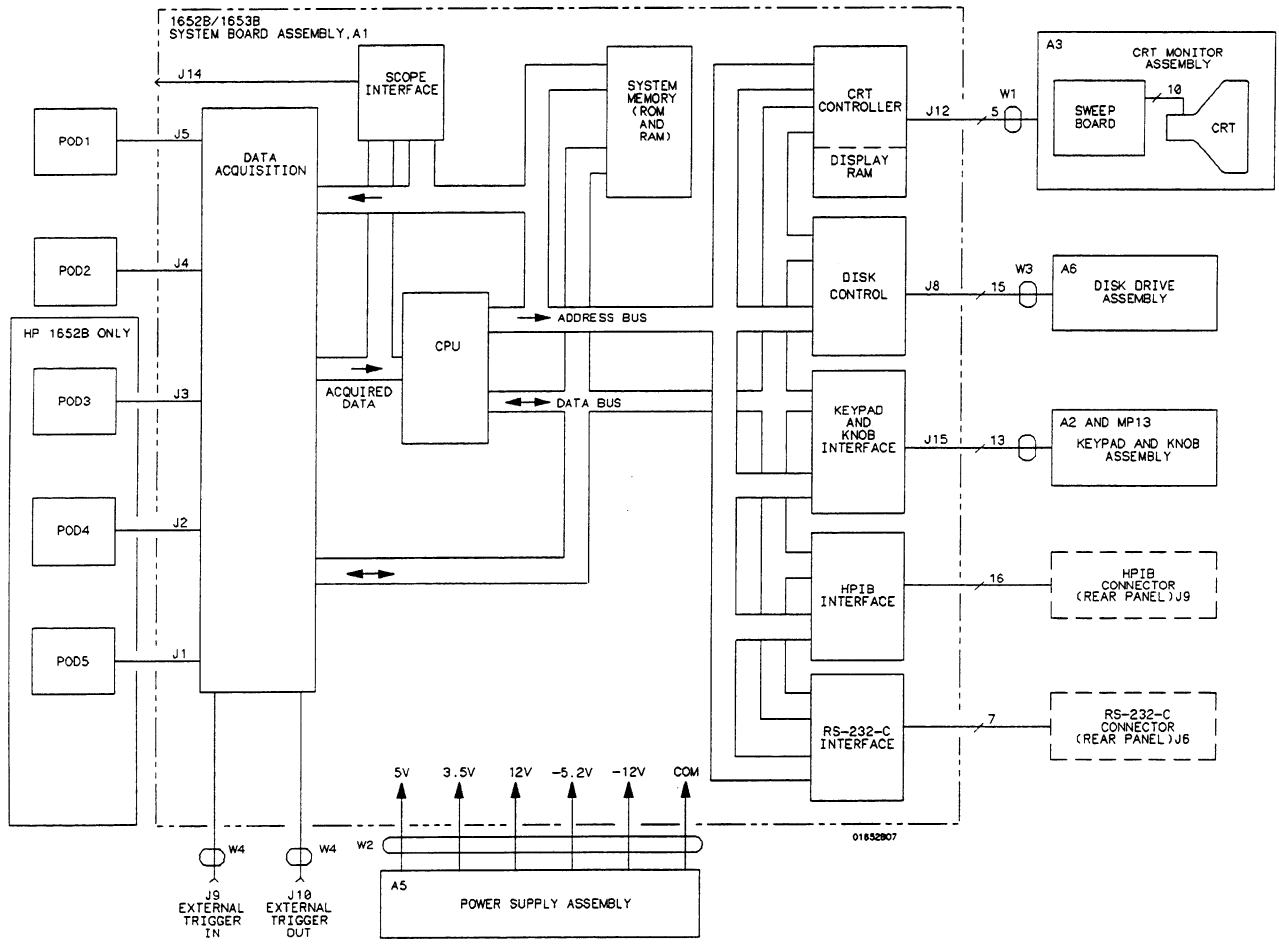 1652B/1653B
SYSTEM BOARD ASSEMBLY,A1
J14
SCOPE
INTERFACE
SYSTEM
MEMORY
(ROM
AND
RAM)
CRT
CONTROLLER
DISPLAY
RAM
J12
5
W1
A3
CRT MONITOR
ASSEMBLY
SWEEP
BOARD
10
CRT
POD1
J5
DATA
ACQUISITION
POD2
J4
DISK
CONTROL
J8
15
W3
A6
DISK DRIVE
ASSEMBLY
HP 1652B ONLY
CPU
ADDRESS BUS
POD3
J3
ACQUIRED
DATA
DATA BUS
KEYPAD
AND
KNOB
INTERFACE
J15
13
A2 AND MP13
KEYPAD AND KNOB
ASSEMBLY
POD4
J2
HPIB
INTERFACE
16
HPIB
CONNECTOR
(REAR PANEL)J9
POD5
J1
RS-232-C
INTERFACE
7
RS-232-C
CONNECTOR
(REAR PANEL)J6
5V
3.5V
12V
-5.2V
-12V
COM
01652B07
W4
W4
W2
J9
EXTERNAL
TRIGGER
IN
J10
EXTERNAL
TRIGGER
OUT
A5
POWER SUPPLY ASSEMBLY